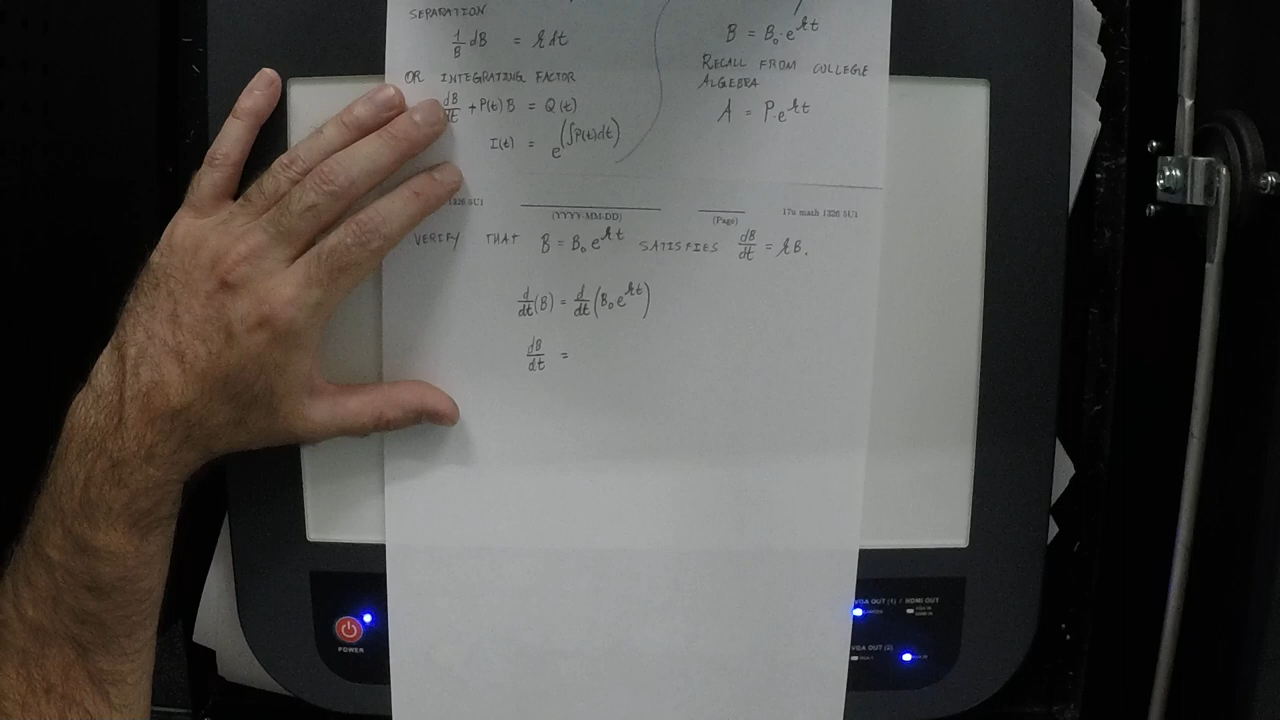 SEPARATION
1/B dB = k dt
OR INTEGRATING FACTOR
dB/dt + P(t) B = Q(t)
I(t) = e^(∫P(t)dt)
B = B₀·e^kt
RECALL FROM COLLEGE
ALGEBRA
A = P·e^kt
1326 5U1
(YYYY-MM-DD)
(Page)
17u math 1326 5U1
VERIFY THAT B = B₀e^kt SATISFIES dB/dt = kB.
d/dt(B) = d/dt(B₀e^kt)
dB/dt =
POWER
VGA OUT (1) / HDMI OUT
VGA OUT (2)